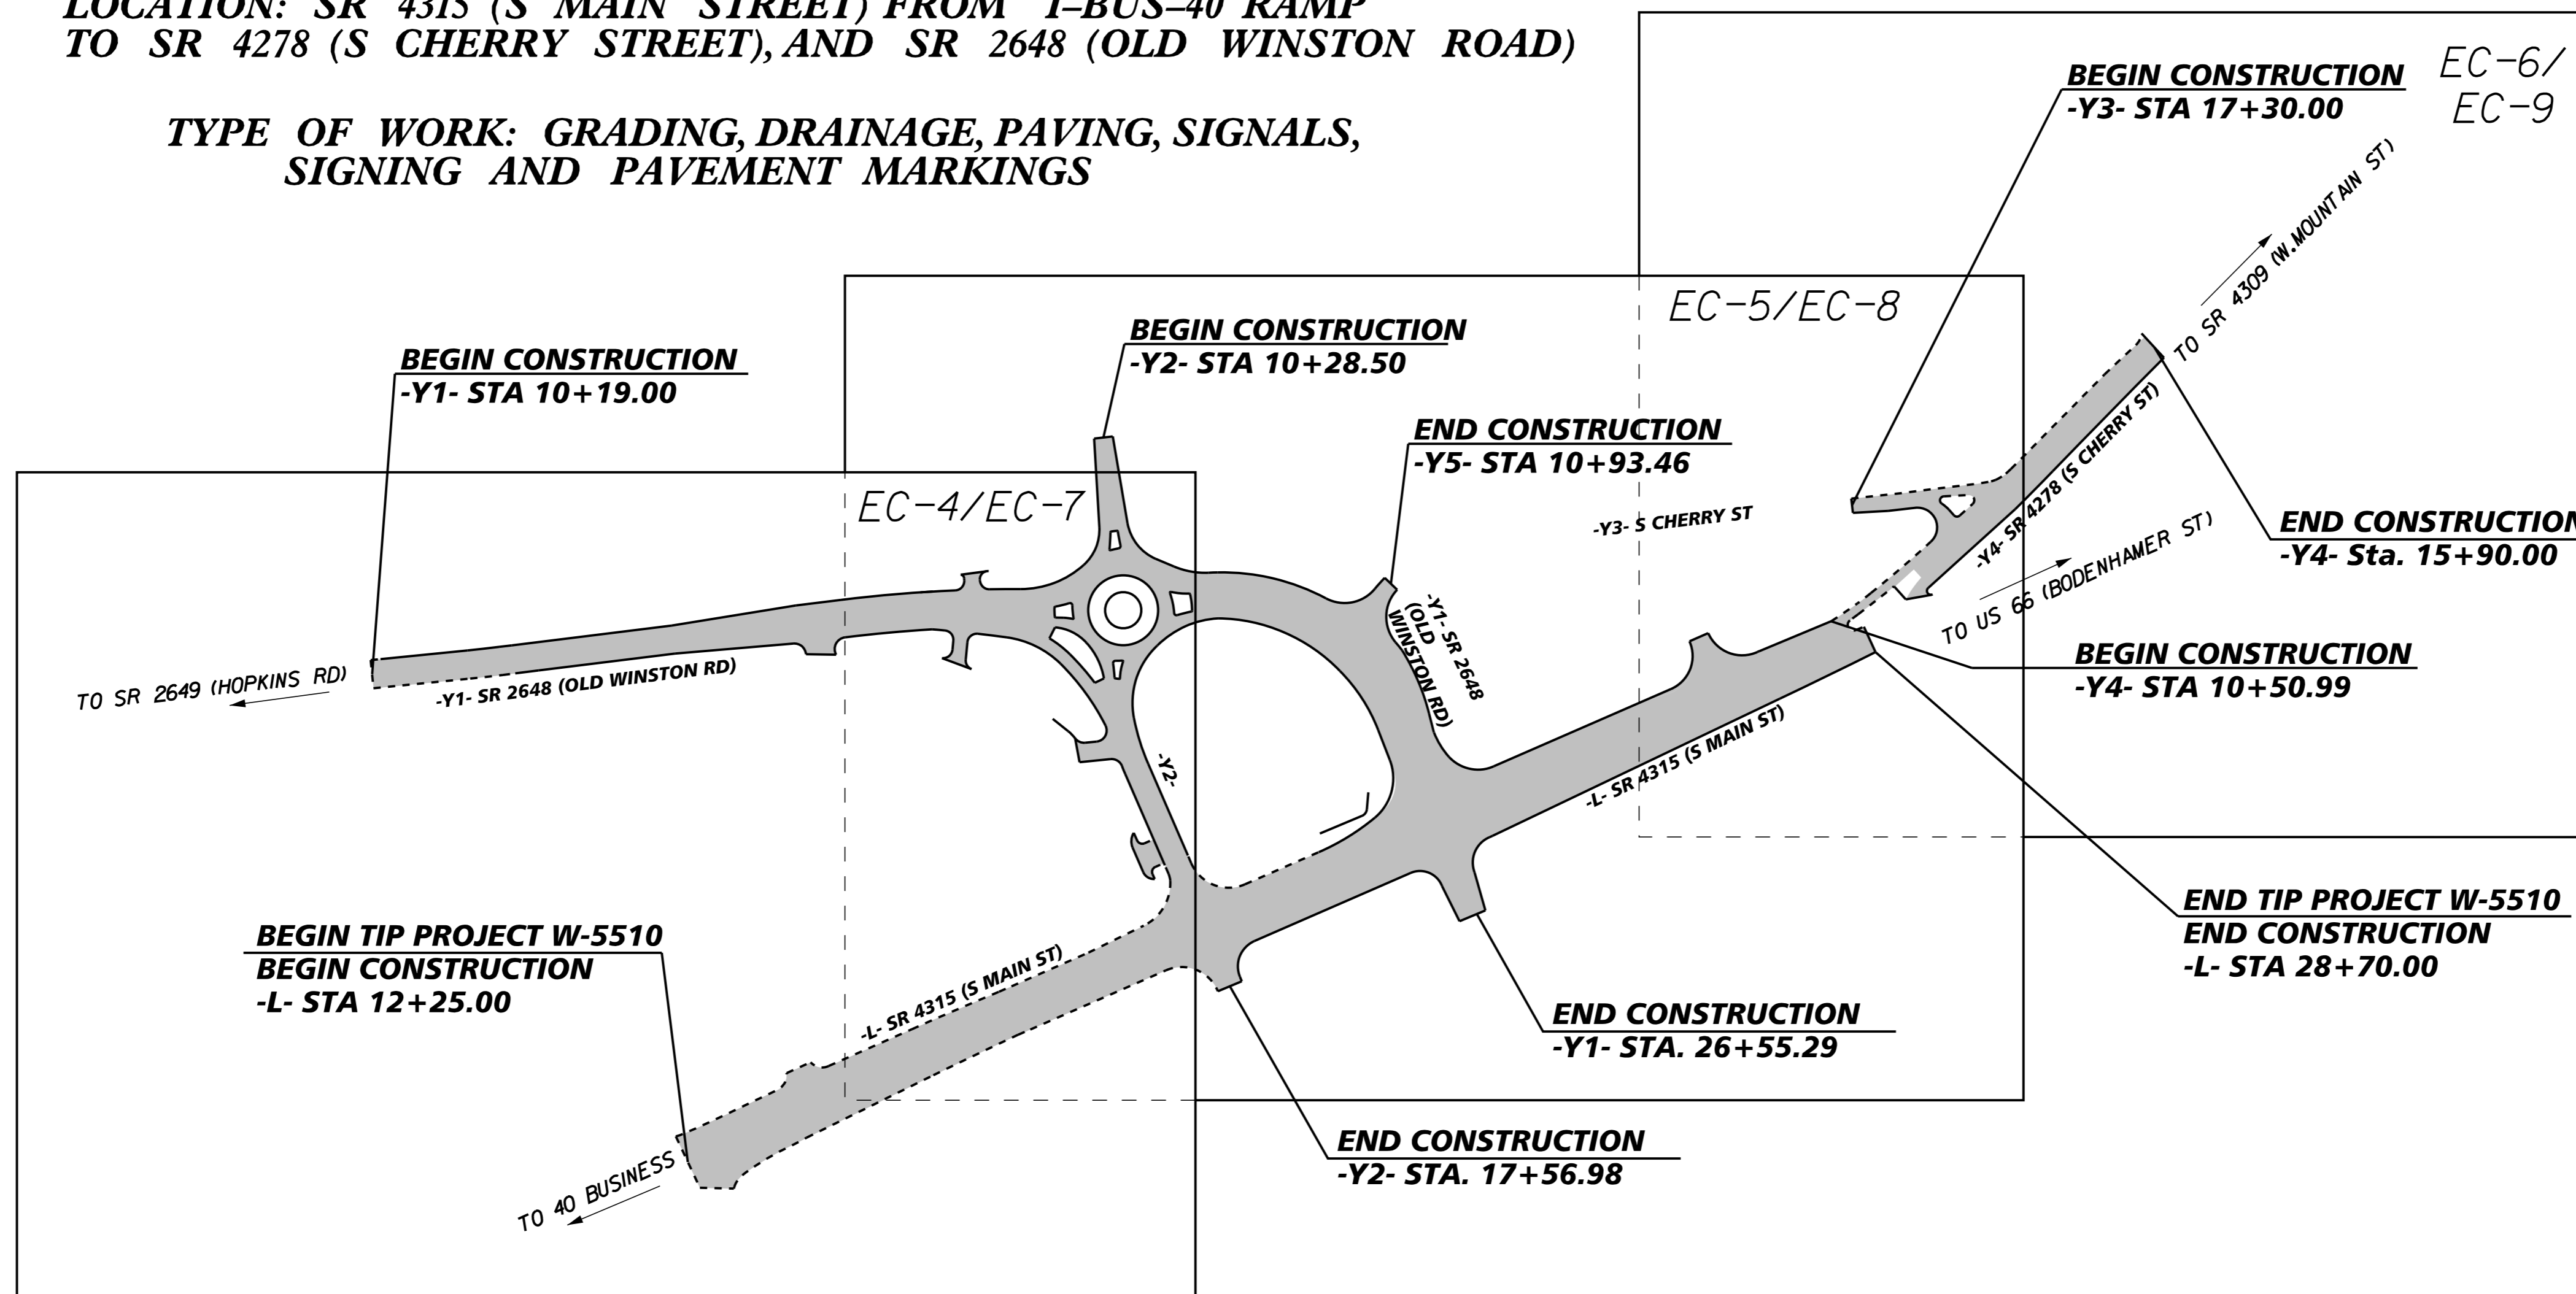 LOCATION: SR 4315 (S MAIN STREET) FROM I-BUS-40 RAMP
TO SR 4278 (S CHERRY STREET), AND SR 2648 (OLD WINSTON ROAD)
TYPE OF WORK: GRADING, DRAINAGE, PAVING, SIGNALS,
SIGNING AND PAVEMENT MARKINGS
BEGIN CONSTRUCTION
-Y3- STA 17+30.00
EC-6/
EC-9
TO SR 4309 (W.MOUNTAIN ST)
EC-5/EC-8
BEGIN CONSTRUCTION
-Y2- STA 10+28.50
BEGIN CONSTRUCTION
-Y1- STA 10+19.00
END CONSTRUCTION
-Y5- STA 10+93.46
EC-4/EC-7
-Y3- S CHERRY ST
-Y4- SR 4278 (S CHERRY ST)
END CONSTRUCTION
-Y4- Sta. 15+90.00
TO US 66 (BODENHAMER ST)
-Y1- SR 2648
(OLD
WINSTON RD)
TO SR 2649 (HOPKINS RD)
-Y1- SR 2648 (OLD WINSTON RD)
BEGIN CONSTRUCTION
-Y4- STA 10+50.99
-Y2-
-L- SR 4315 (S MAIN ST)
END TIP PROJECT W-5510
END CONSTRUCTION
-L- STA 28+70.00
BEGIN TIP PROJECT W-5510
BEGIN CONSTRUCTION
-L- STA 12+25.00
-L- SR 4315 (S MAIN ST)
END CONSTRUCTION
-Y1- STA. 26+55.29
END CONSTRUCTION
-Y2- STA. 17+56.98
TO 40 BUSINESS